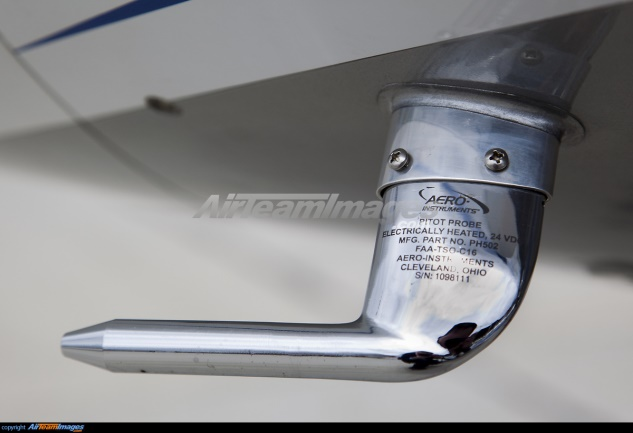 AirTeamImages
AERO-
INSTRUMENTS
PITOT PROBE
ELECTRICALLY HEATED, 24 VDC
MFG. PART NO. PH502
FAA-TSO-C16
AERO-INSTRUMENTS
CLEVELAND, OHIO
S/N: 1098111
copyright AirTeamImages